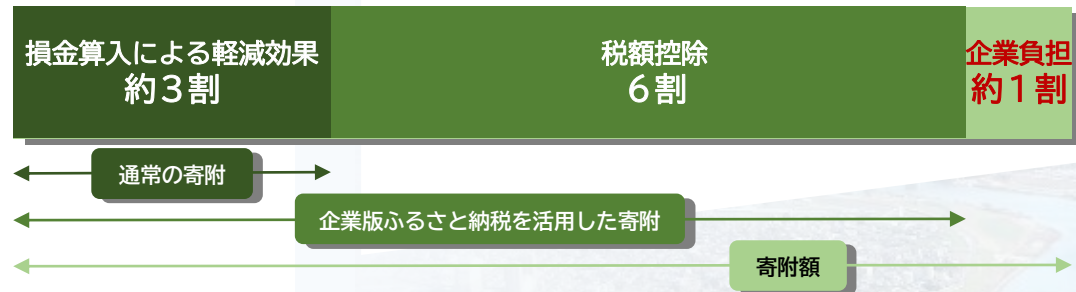 損金算入による軽減効果
約3割
税額控除
6割
企業負担
約1割
通常の寄附
企業版ふるさと納税を活用した寄附
寄附額